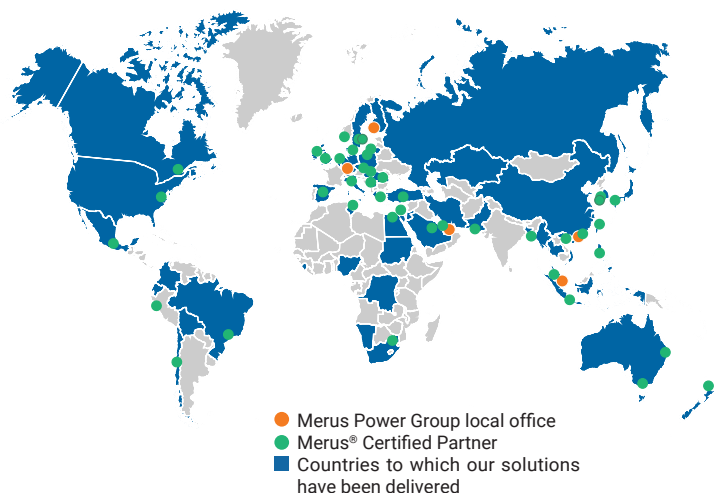 Merus Power Group local office
Merus® Certified Partner
Countries to which our solutions
have been delivered